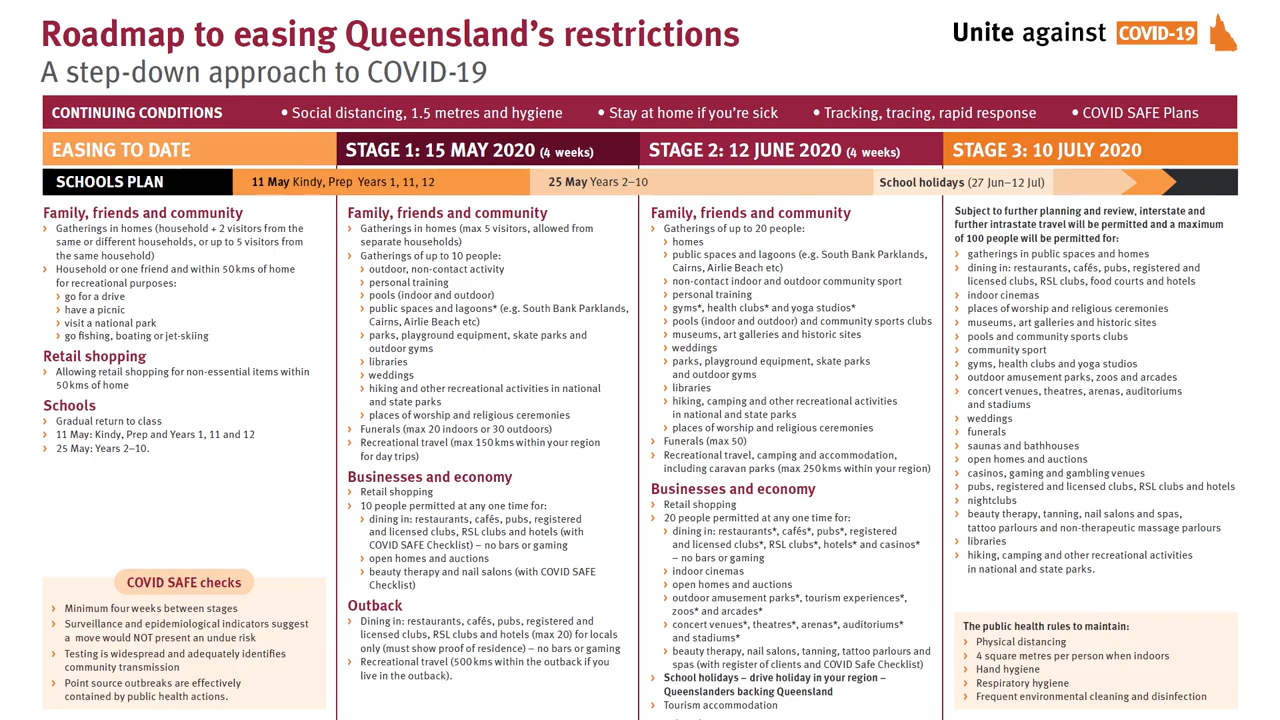 Roadmap to easing Queensland's restrictions
A step-down approach to COVID-19
Unite against COVID-19
CONTINUING CONDITIONS
• Social distancing, 1.5 metres and hygiene
• Stay at home if you're sick
• Tracking, tracing, rapid response
• COVID SAFE Plans
EASING TO DATE
STAGE 1: 15 MAY 2020 (4 weeks)
STAGE 2: 12 JUNE 2020 (4 weeks)
STAGE 3: 10 JULY 2020
SCHOOLS PLAN
11 May Kindy, Prep Years 1, 11, 12
25 May Years 2–10
School holidays (27 Jun–12 Jul)
Family, friends and community
› Gatherings in homes (household + 2 visitors from the
same or different households, or up to 5 visitors from
the same household)
› Household or one friend and within 50kms of home
for recreational purposes:
› go for a drive
› have a picnic
› visit a national park
› go fishing, boating or jet-skiing
Retail shopping
› Allowing retail shopping for non-essential items within
50kms of home
Schools
› Gradual return to class
› 11 May: Kindy, Prep and Years 1, 11 and 12
› 25 May: Years 2–10.
COVID SAFE checks
› Minimum four weeks between stages
› Surveillance and epidemiological indicators suggest
a move would NOT present an undue risk
› Testing is widespread and adequately identifies
community transmission
› Point source outbreaks are effectively
contained by public health actions.
Family, friends and community
› Gatherings in homes (max 5 visitors, allowed from
separate households)
› Gatherings of up to 10 people:
› outdoor, non-contact activity
› personal training
› pools (indoor and outdoor)
› public spaces and lagoons* (e.g. South Bank Parklands,
Cairns, Airlie Beach etc)
› parks, playground equipment, skate parks and
outdoor gyms
› libraries
› weddings
› hiking and other recreational activities in national
and state parks
› places of worship and religious ceremonies
› Funerals (max 20 indoors or 30 outdoors)
› Recreational travel (max 150kms within your region
for day trips)
Businesses and economy
› Retail shopping
› 10 people permitted at any one time for:
› dining in: restaurants, cafés, pubs, registered
and licensed clubs, RSL clubs and hotels (with
COVID SAFE Checklist) – no bars or gaming
› open homes and auctions
› beauty therapy and nail salons (with COVID SAFE
Checklist)
Outback
› Dining in: restaurants, cafés, pubs, registered and
licensed clubs, RSL clubs and hotels (max 20) for locals
only (must show proof of residence) – no bars or gaming
› Recreational travel (500kms within the outback if you
live in the outback).
Family, friends and community
› Gatherings of up to 20 people:
› homes
› public spaces and lagoons (e.g. South Bank Parklands,
Cairns, Airlie Beach etc)
› non-contact indoor and outdoor community sport
› personal training
› gyms*, health clubs* and yoga studios*
› pools (indoor and outdoor) and community sports clubs
› museums, art galleries and historic sites
› weddings
› parks, playground equipment, skate parks
and outdoor gyms
› libraries
› hiking, camping and other recreational activities
in national and state parks
› places of worship and religious ceremonies
› Funerals (max 50)
› Recreational travel, camping and accommodation,
including caravan parks (max 250kms within your region)
Businesses and economy
› Retail shopping
› 20 people permitted at any one time for:
› dining in: restaurants*, cafés*, pubs*, registered
and licensed clubs*, RSL clubs*, hotels* and casinos*
– no bars or gaming
› indoor cinemas
› open homes and auctions
› outdoor amusement parks*, tourism experiences*,
zoos* and arcades*
› concert venues*, theatres*, arenas*, auditoriums*
and stadiums*
› beauty therapy, nail salons, tanning, tattoo parlours and
spas (with register of clients and COVID Safe Checklist)
› School holidays – drive holiday in your region –
Queenslanders backing Queensland
› Tourism accommodation
Subject to further planning and review, interstate and
further intrastate travel will be permitted and a maximum
of 100 people will be permitted for:
› gatherings in public spaces and homes
› dining in: restaurants, cafés, pubs, registered and
licensed clubs, RSL clubs, food courts and hotels
› indoor cinemas
› places of worship and religious ceremonies
› museums, art galleries and historic sites
› pools and community sports clubs
› community sport
› gyms, health clubs and yoga studios
› outdoor amusement parks, zoos and arcades
› concert venues, theatres, arenas, auditoriums
and stadiums
› weddings
› funerals
› saunas and bathhouses
› open homes and auctions
› casinos, gaming and gambling venues
› pubs, registered and licensed clubs, RSL clubs and hotels
› nightclubs
› beauty therapy, tanning, nail salons and spas,
tattoo parlours and non-therapeutic massage parlours
› libraries
› hiking, camping and other recreational activities
in national and state parks.
The public health rules to maintain:
› Physical distancing
› 4 square metres per person when indoors
› Hand hygiene
› Respiratory hygiene
› Frequent environmental cleaning and disinfection